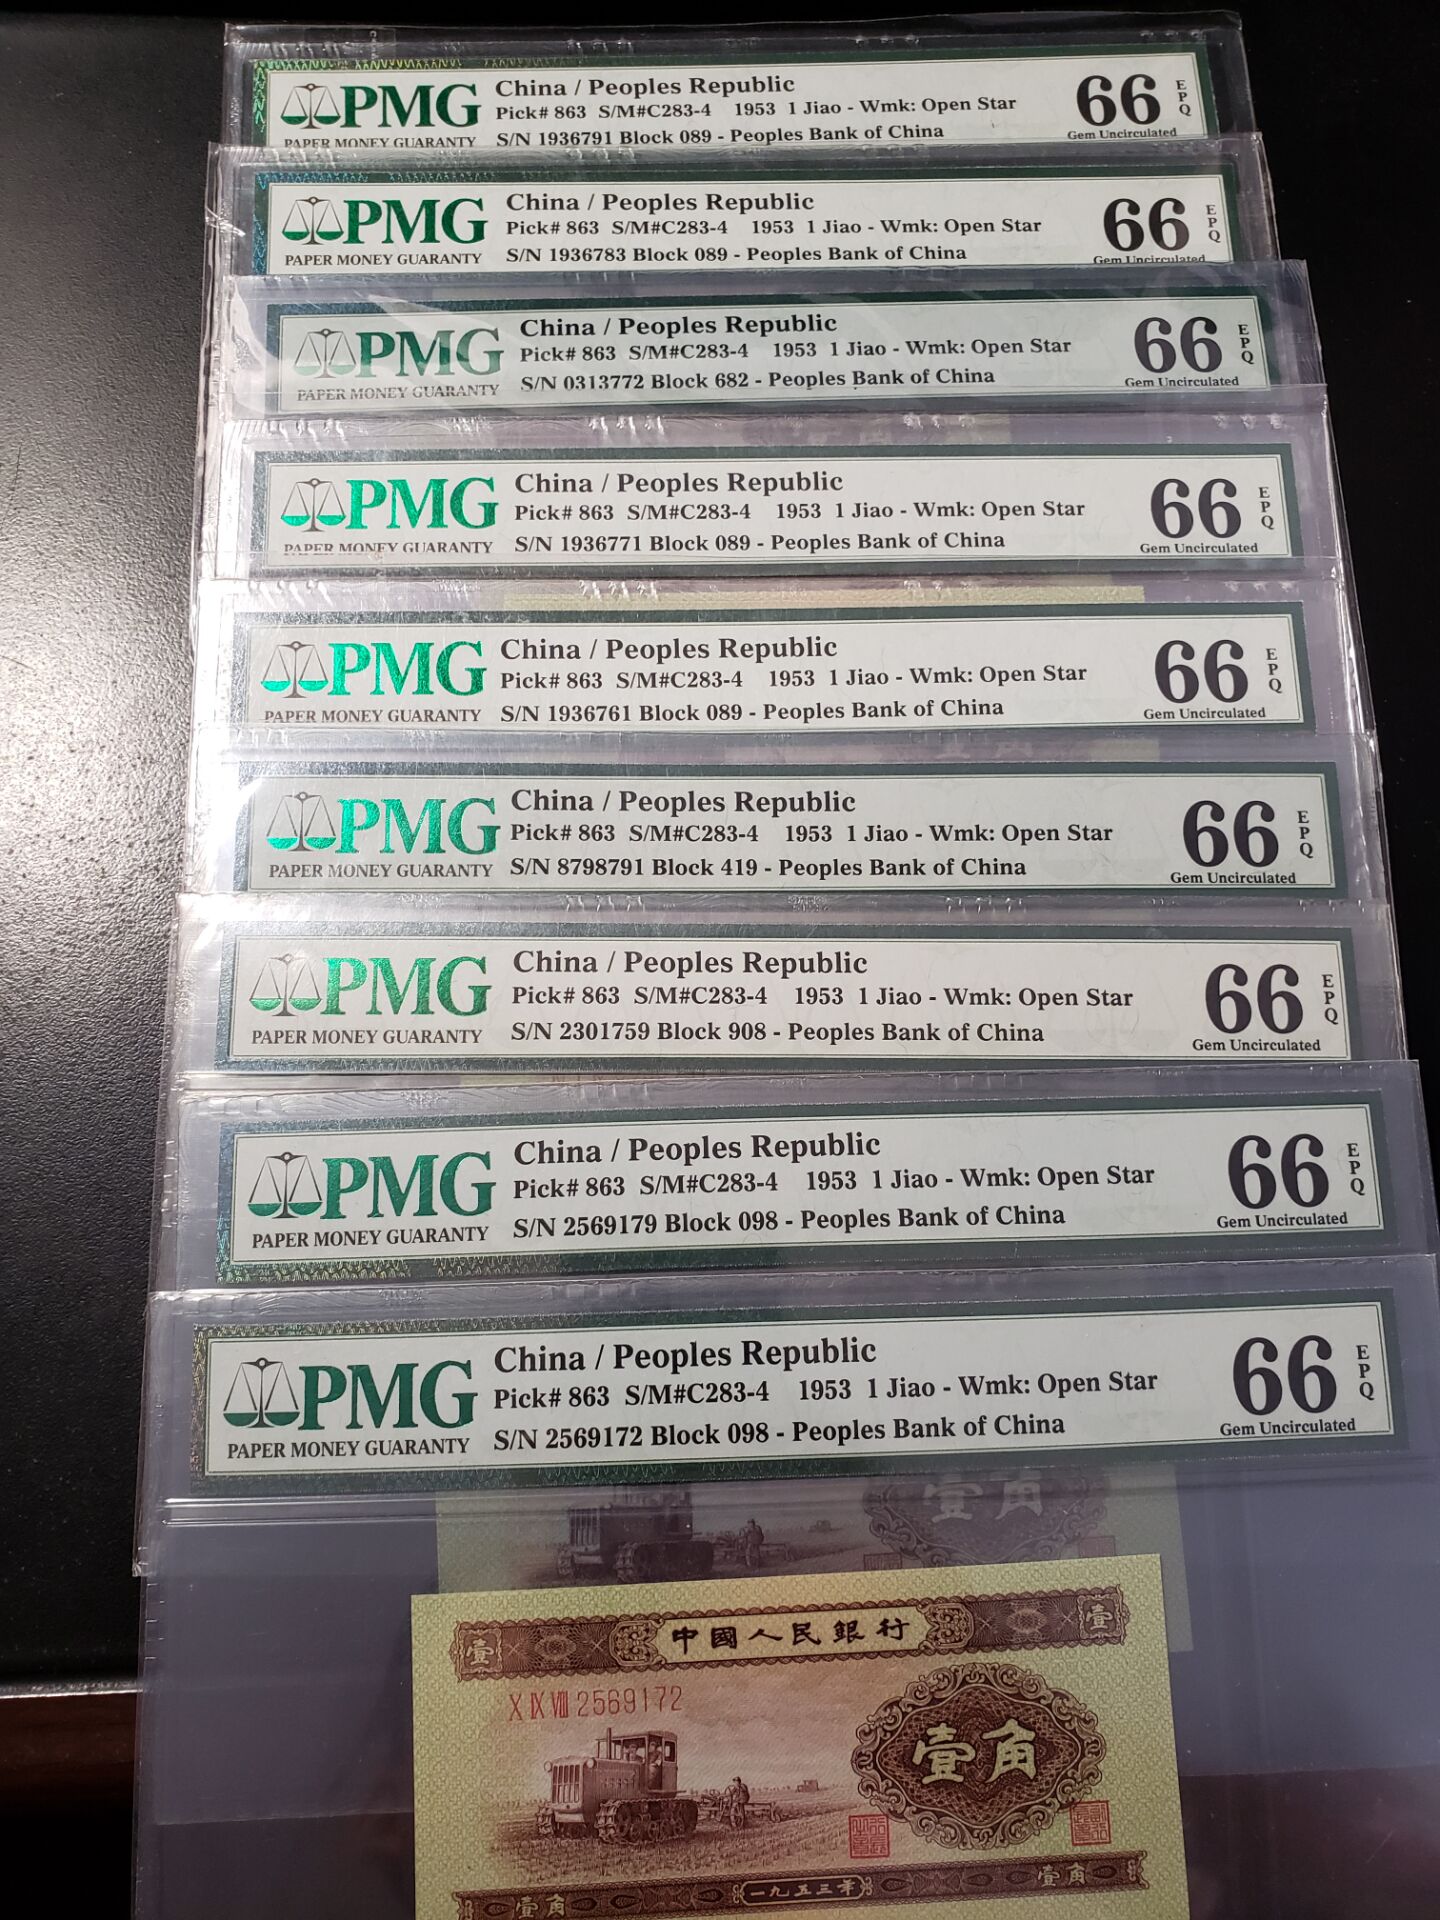 PMG
PAPER MONEY GUARANTY
China / Peoples Republic
Pick# 863 S/M#C283-4 1953 1 Jiao - Wmk: Open Star
S/N 1936791 Block 089 - Peoples Bank of China
66 EPQ
Gem Uncirculated
PMG
PAPER MONEY GUARANTY
China / Peoples Republic
Pick# 863 S/M#C283-4 1953 1 Jiao - Wmk: Open Star
S/N 1936783 Block 089 - Peoples Bank of China
66 EPQ
Gem Uncirculated
PMG
PAPER MONEY GUARANTY
China / Peoples Republic
Pick# 863 S/M#C283-4 1953 1 Jiao - Wmk: Open Star
S/N 0313772 Block 682 - Peoples Bank of China
66 EPQ
Gem Uncirculated
PMG
PAPER MONEY GUARANTY
China / Peoples Republic
Pick# 863 S/M#C283-4 1953 1 Jiao - Wmk: Open Star
S/N 1936771 Block 089 - Peoples Bank of China
66 EPQ
Gem Uncirculated
PMG
PAPER MONEY GUARANTY
China / Peoples Republic
Pick# 863 S/M#C283-4 1953 1 Jiao - Wmk: Open Star
S/N 1936761 Block 089 - Peoples Bank of China
66 EPQ
Gem Uncirculated
PMG
PAPER MONEY GUARANTY
China / Peoples Republic
Pick# 863 S/M#C283-4 1953 1 Jiao - Wmk: Open Star
S/N 8798791 Block 419 - Peoples Bank of China
66 EPQ
Gem Uncirculated
PMG
PAPER MONEY GUARANTY
China / Peoples Republic
Pick# 863 S/M#C283-4 1953 1 Jiao - Wmk: Open Star
S/N 2301759 Block 908 - Peoples Bank of China
66 EPQ
Gem Uncirculated
PMG
PAPER MONEY GUARANTY
China / Peoples Republic
Pick# 863 S/M#C283-4 1953 1 Jiao - Wmk: Open Star
S/N 2569179 Block 098 - Peoples Bank of China
66 EPQ
Gem Uncirculated
PMG
PAPER MONEY GUARANTY
China / Peoples Republic
Pick# 863 S/M#C283-4 1953 1 Jiao - Wmk: Open Star
S/N 2569172 Block 098 - Peoples Bank of China
66 EPQ
Gem Uncirculated
壹角
壹 中國人民銀行 壹
X IX VIII 2569172
壹角
壹角 一九五三年 壹角